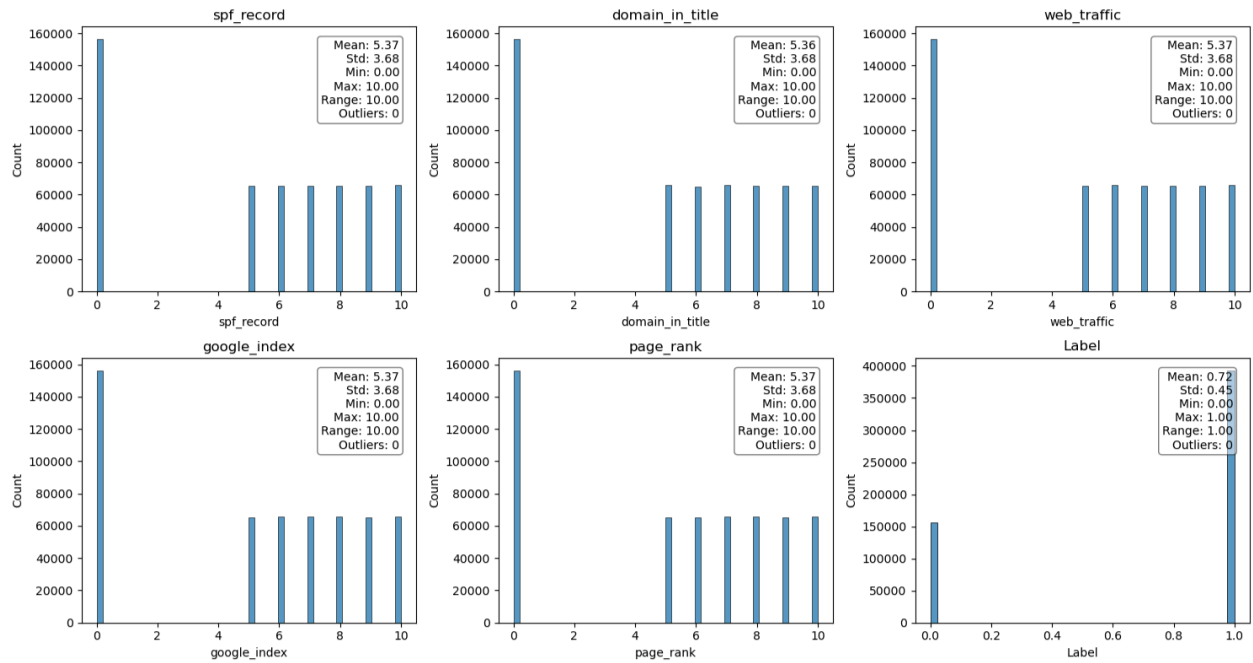 spf_record
160000
140000
120000
100000
80000
60000
40000
20000
0
Count
Mean: 5.37
Std: 3.68
Min: 0.00
Max: 10.00
Range: 10.00
Outliers: 0
0 2 4 6 8 10
spf_record
domain_in_title
160000
140000
120000
100000
80000
60000
40000
20000
0
Count
Mean: 5.36
Std: 3.68
Min: 0.00
Max: 10.00
Range: 10.00
Outliers: 0
0 2 4 6 8 10
domain_in_title
web_traffic
160000
140000
120000
100000
80000
60000
40000
20000
0
Count
Mean: 5.37
Std: 3.68
Min: 0.00
Max: 10.00
Range: 10.00
Outliers: 0
0 2 4 6 8 10
web_traffic
google_index
160000
140000
120000
100000
80000
60000
40000
20000
0
Count
Mean: 5.37
Std: 3.68
Min: 0.00
Max: 10.00
Range: 10.00
Outliers: 0
0 2 4 6 8 10
google_index
page_rank
160000
140000
120000
100000
80000
60000
40000
20000
0
Count
Mean: 5.37
Std: 3.68
Min: 0.00
Max: 10.00
Range: 10.00
Outliers: 0
0 2 4 6 8 10
page_rank
Label
400000
350000
300000
250000
200000
150000
100000
50000
0
Count
Mean: 0.72
Std: 0.45
Min: 0.00
Max: 1.00
Range: 1.00
Outliers: 0
0.0 0.2 0.4 0.6 0.8 1.0
Label